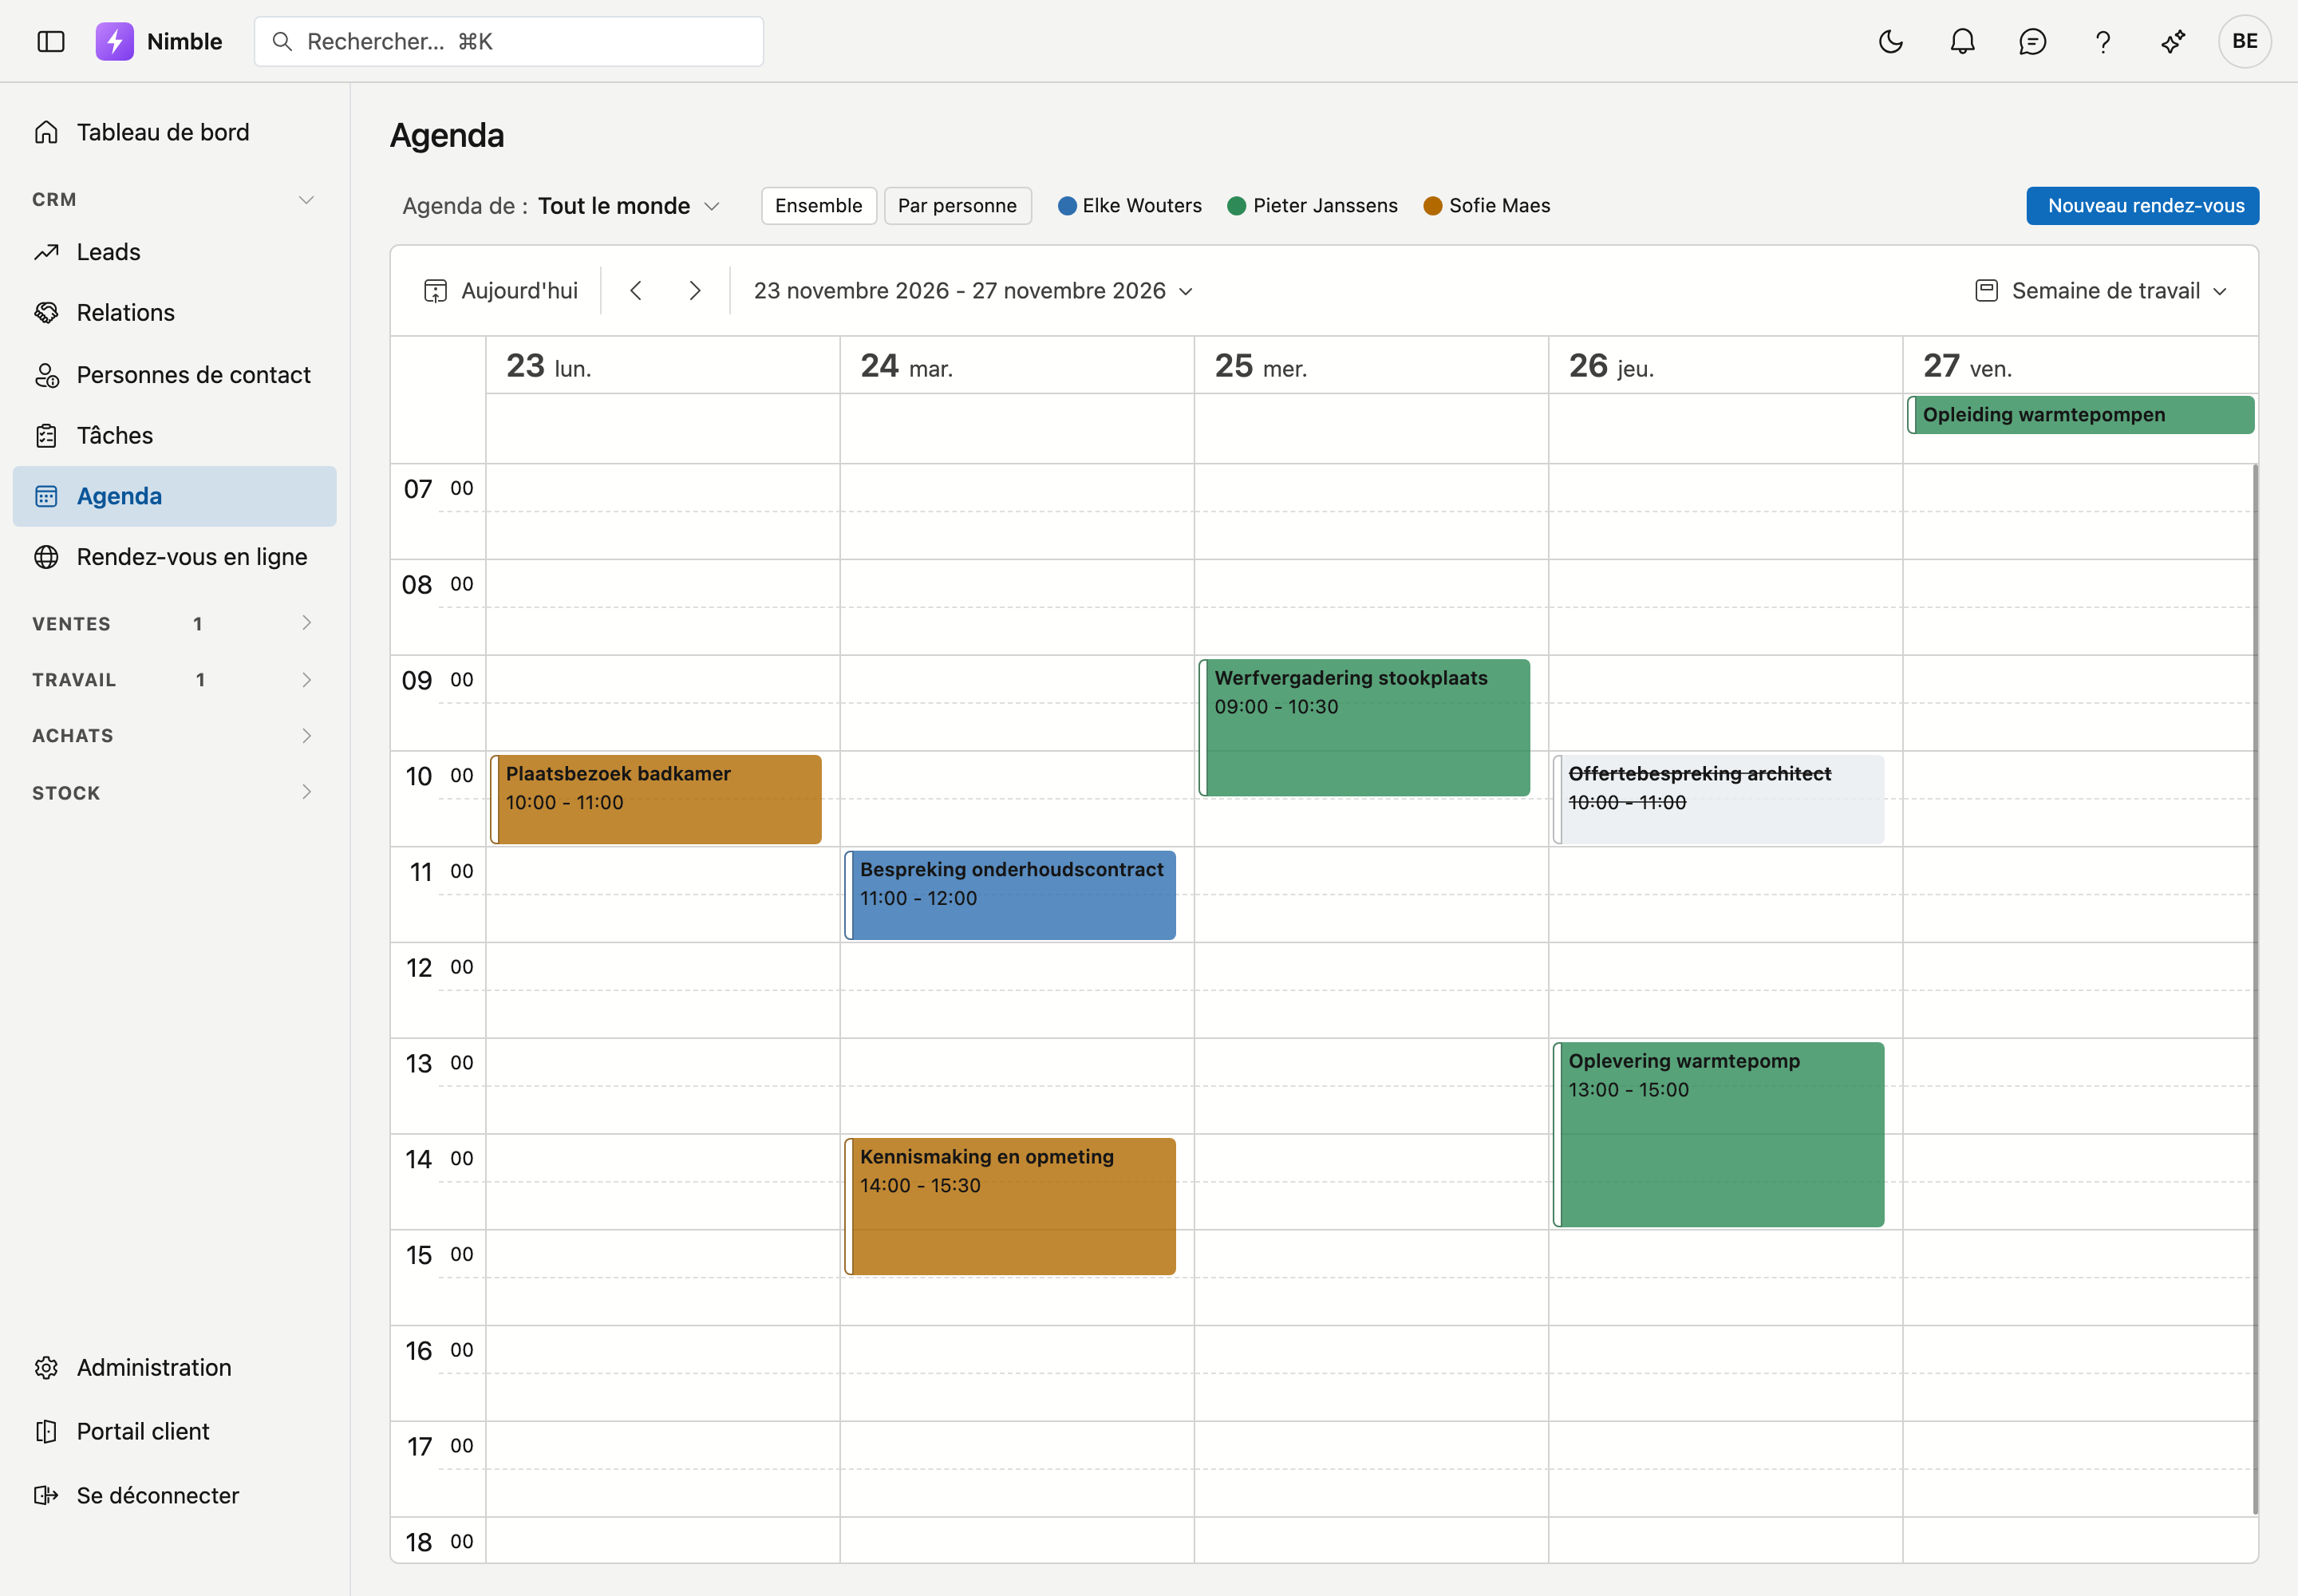 Nimble
Rechercher... ⌘K
BE
Tableau de bord
CRM
Leads
Relations
Personnes de contact
Tâches
Agenda
Rendez-vous en ligne
VENTES 1
TRAVAIL 1
ACHATS
STOCK
Administration
Portail client
Se déconnecter
Agenda
Agenda de : Tout le monde
Ensemble
Par personne
Elke Wouters
Pieter Janssens
Sofie Maes
Nouveau rendez-vous
Aujourd'hui
23 novembre 2026 - 27 novembre 2026
Semaine de travail
23 lun.
24 mar.
25 mer.
26 jeu.
27 ven.
Opleiding warmtepompen
07 00
08 00
09 00
Werfvergadering stookplaats
09:00 - 10:30
10 00
Plaatsbezoek badkamer
10:00 - 11:00
Offertebespreking architect
10:00 - 11:00
11 00
Bespreking onderhoudscontract
11:00 - 12:00
12 00
13 00
Oplevering warmtepomp
13:00 - 15:00
14 00
Kennismaking en opmeting
14:00 - 15:30
15 00
16 00
17 00
18 00